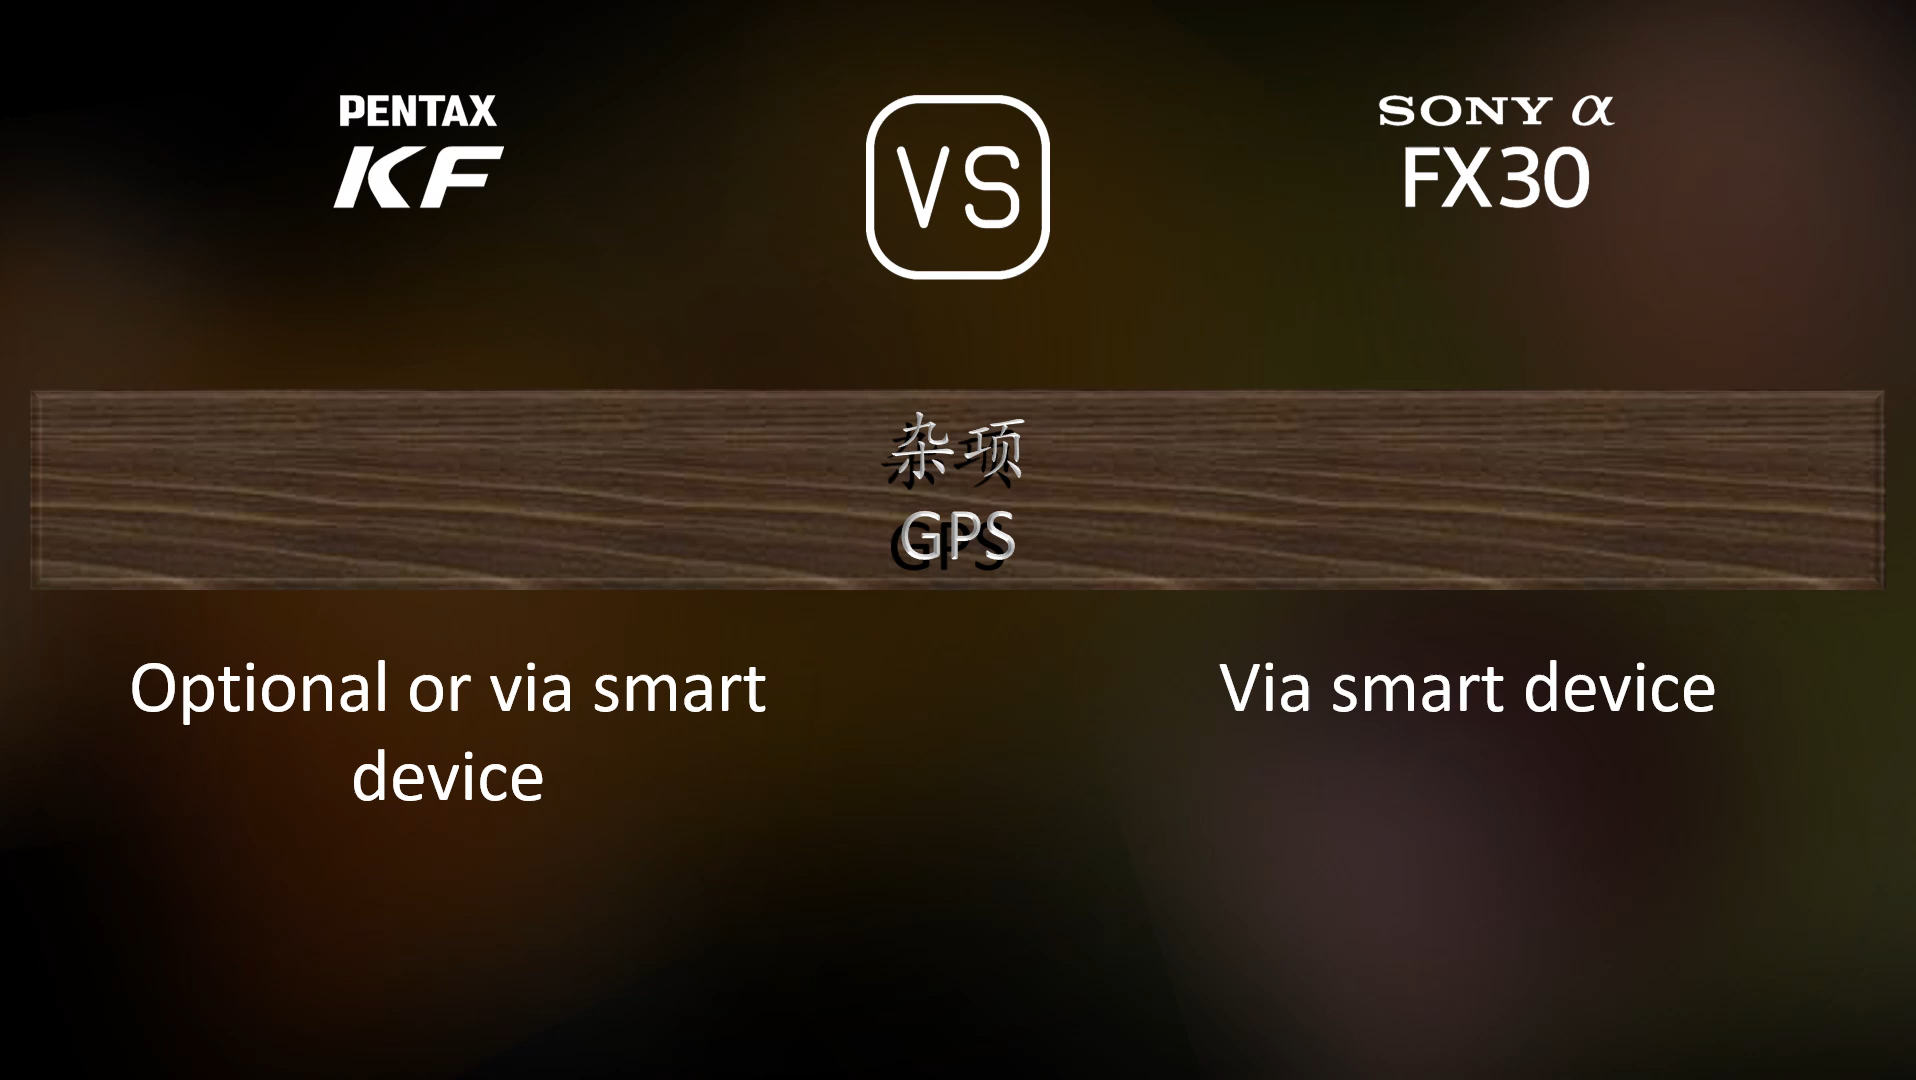 PENTAX
KF
VS
SONY α
FX30
杂项
GPS
Optional or via smart
device
Via smart device